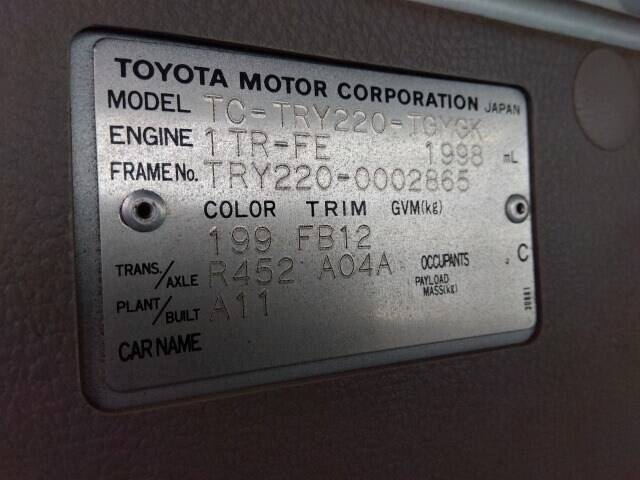 TOYOTA MOTOR CORPORATION JAPAN
MODEL TC-TRY220-TGYGK
ENGINE 1TR-FE 1998 mL
FRAME No. TRY220-0002865
COLOR TRIM GVM(kg)
199 FB12
TRANS./AXLE R452 A04A OCCUPANTS C
PAYLOAD MASS(kg)
PLANT/BUILT A11
CAR NAME